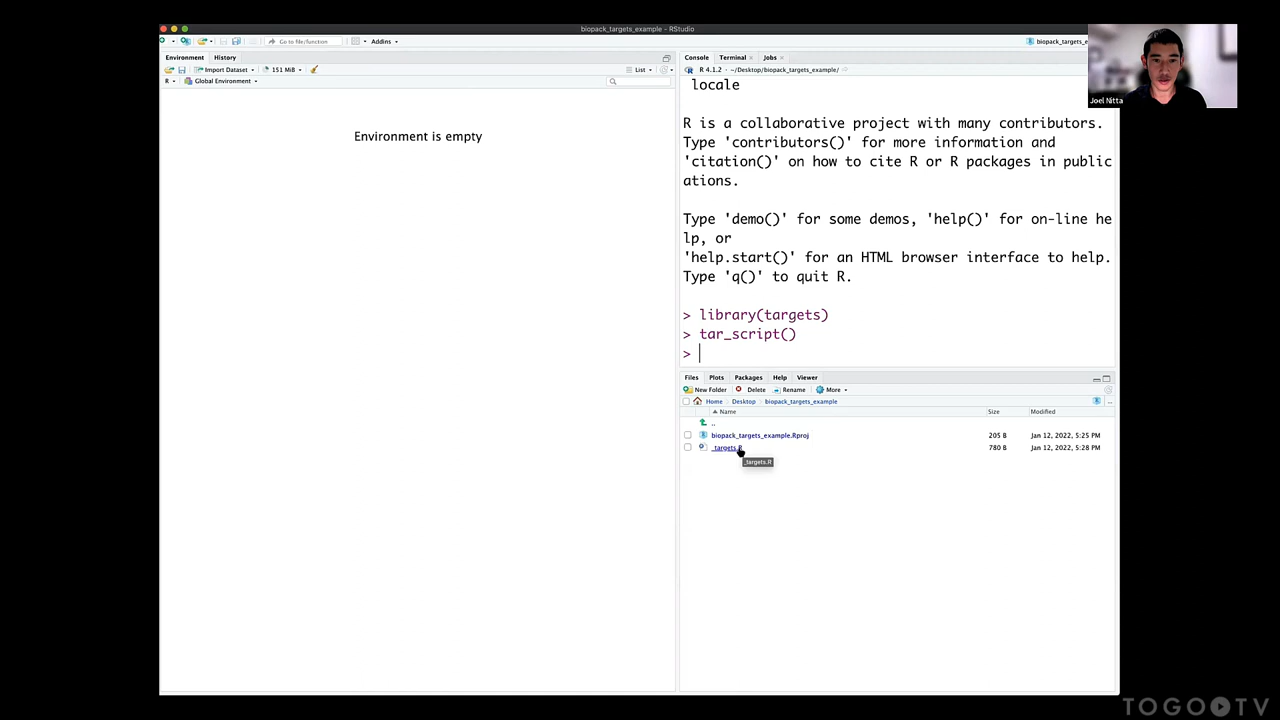 biopack_targets_example - RStudio
Go to file/function
Addins
biopack_targets_e
Environment History
Import Dataset 151 MiB List
R Global Environment
Environment is empty
Console Terminal Jobs
R 4.1.2 · ~/Desktop/biopack_targets_example/
locale
R is a collaborative project with many contributors.
Type 'contributors()' for more information and
'citation()' on how to cite R or R packages in public
ations.
Type 'demo()' for some demos, 'help()' for on-line he
lp, or
'help.start()' for an HTML browser interface to help.
Type 'q()' to quit R.
> library(targets)
> tar_script()
>
Files Plots Packages Help Viewer
New Folder Delete Rename More
Home Desktop biopack_targets_example
Name Size Modified
..
biopack_targets_example.Rproj 205 B Jan 12, 2022, 5:25 PM
_targets.R 780 B Jan 12, 2022, 5:28 PM
_targets.R
Joel Nitta
TOGO TV